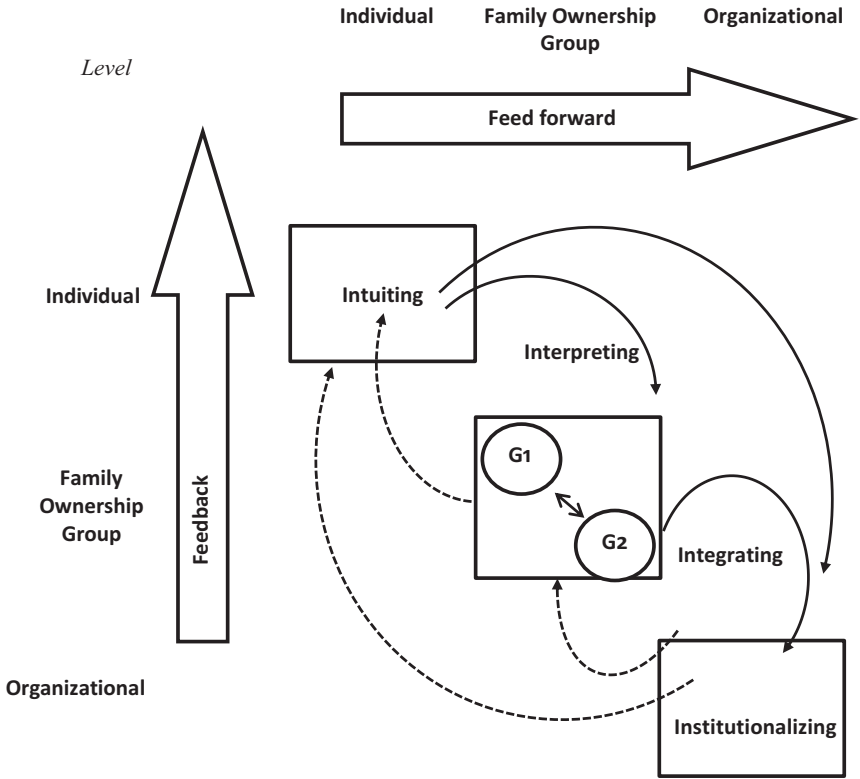 Individual
Family Ownership
Group
Organizational
Level
Feed forward
Individual
Intuiting
Interpreting
Family
Ownership
Group
Feedback
G1
G2
Integrating
Organizational
Institutionalizing